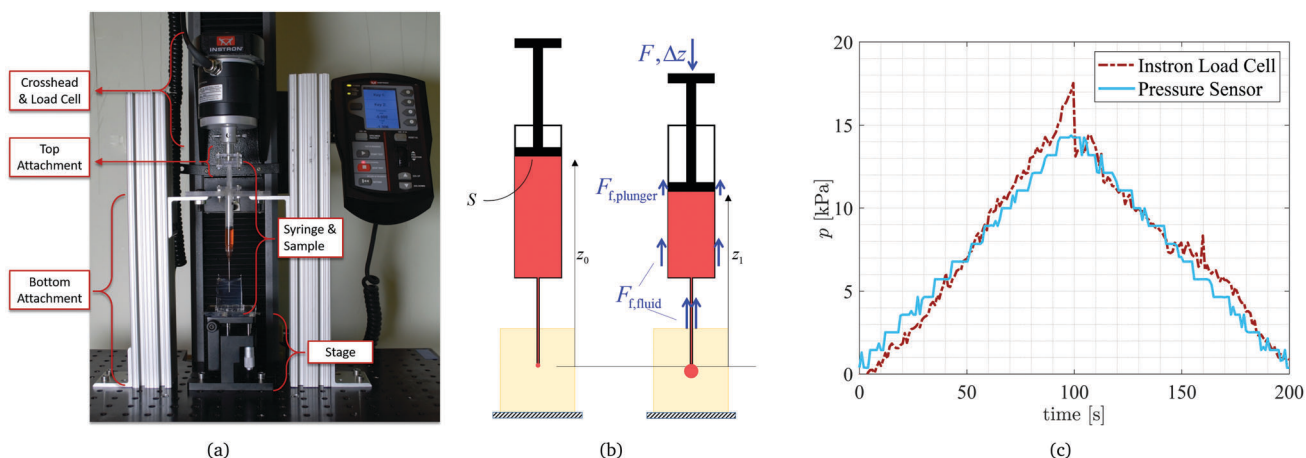 INSTRON
Crosshead
& Load Cell
Top
Attachment
Syringe &
Sample
Bottom
Attachment
Stage
(a)
F, Δz
S
F_f,plunger
z_0
z_1
F_f,fluid
(b)
20
15
10
5
0
p [kPa]
Instron Load Cell
Pressure Sensor
0
50
100
150
200
time [s]
(c)